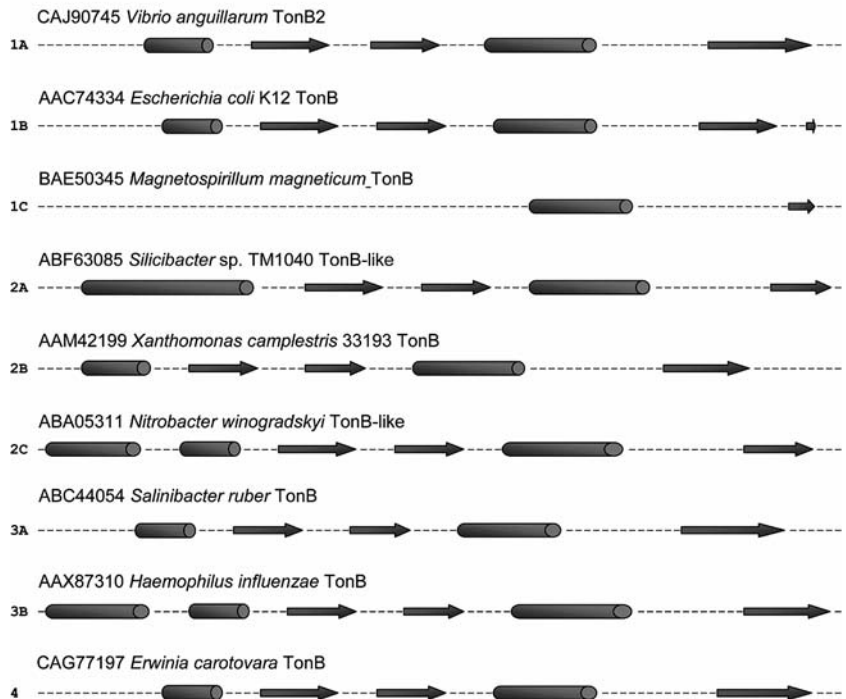 CAJ90745 Vibrio anguillarum TonB2
1A
AAC74334 Escherichia coli K12 TonB
1B
BAE50345 Magnetospirillum magneticum_TonB
1C
ABF63085 Silicibacter sp. TM1040 TonB-like
2A
AAM42199 Xanthomonas camplestris 33193 TonB
2B
ABA05311 Nitrobacter winogradskyi TonB-like
2C
ABC44054 Salinibacter ruber TonB
3A
AAX87310 Haemophilus influenzae TonB
3B
CAG77197 Erwinia carotovara TonB
4